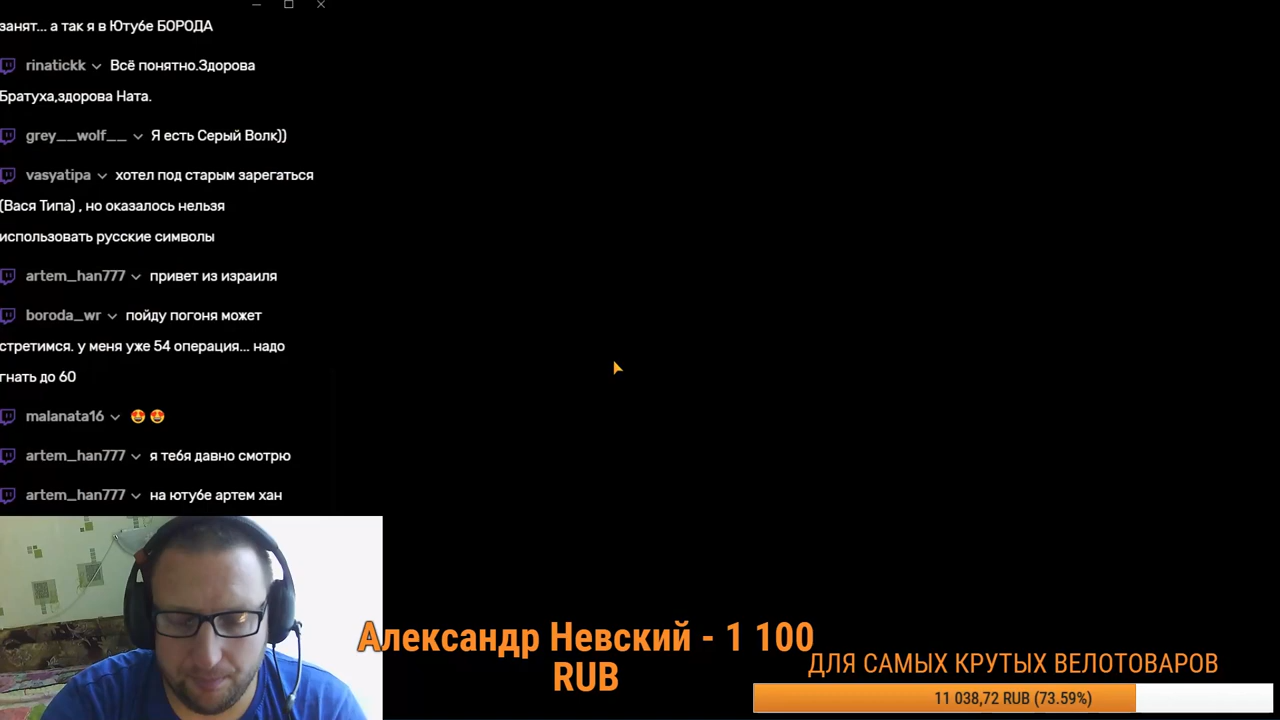 занят... а так я в Ютубе БОРОДА
rinatickk Всё понятно.Здорова
Братуха,здорова Ната.
grey__wolf__ Я есть Серый Волк))
vasyatipa хотел под старым зарегаться
(Вася Типа) , но оказалось нельзя
использовать русские символы
artem_han777 привет из израиля
boroda_wr пойду погоня может
стретимся. у меня уже 54 операция... надо
гнать до 60
malanata16 😍 😍
artem_han777 я тебя давно смотрю
artem_han777 на ютубе артем хан
Александр Невский - 1 100
RUB
ДЛЯ САМЫХ КРУТЫХ ВЕЛОТОВАРОВ
11 038,72 RUB (73.59%)